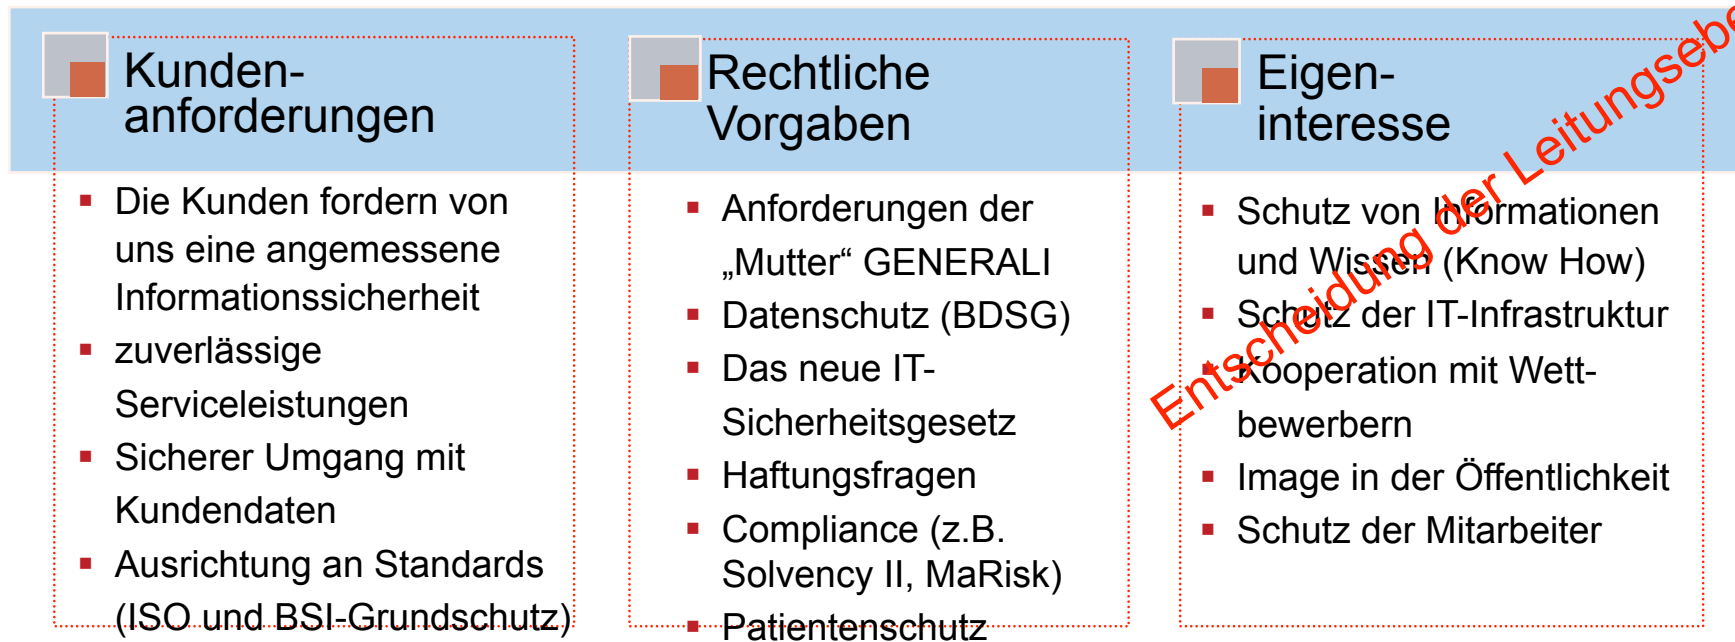 Kunden-
anforderungen
Die Kunden fordern von
uns eine angemessene
Informationssicherheit
zuverlässige
Serviceleistungen
Sicherer Umgang mit
Kundendaten
Ausrichtung an Standards
(ISO und BSI-Grundschutz)
Rechtliche
Vorgaben
Anforderungen der
„Mutter“ GENERALI
Datenschutz (BDSG)
Das neue IT-
Sicherheitsgesetz
Haftungsfragen
Compliance (z.B.
Solvency II, MaRisk)
Patientenschutz
Eigen-
interesse
Schutz von Informationen
und Wissen (Know How)
Schutz der IT-Infrastruktur
Kooperation mit Wett-
bewerbern
Image in der Öffentlichkeit
Schutz der Mitarbeiter
Entscheidung der